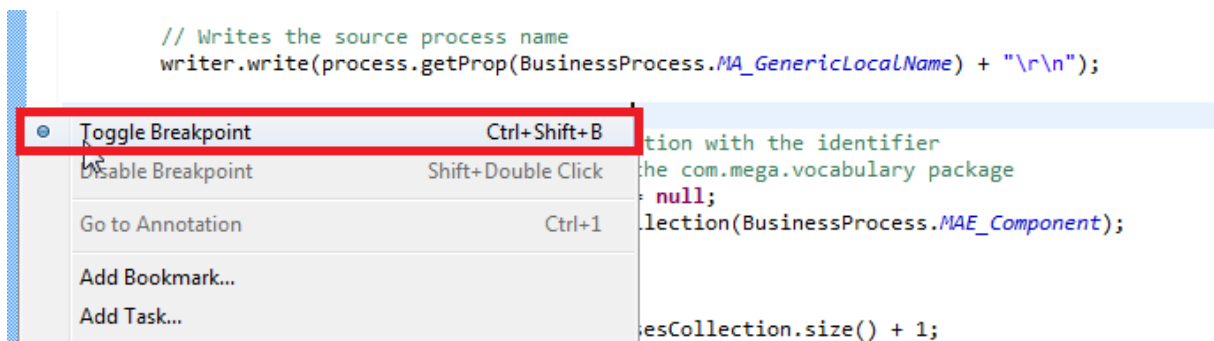 // Writes the source process name
writer.write(process.getProp(BusinessProcess.MA_GenericLocalName) + "\r\n");
Toggle Breakpoint Ctrl+Shift+B
tion with the identifier
Disable Breakpoint Shift+Double Click
the com.mega.vocabulary package
= null;
Go to Annotation Ctrl+1
llection(BusinessProcess.MAE_Component);
Add Bookmark...
Add Task...
sesCollection.size() + 1;